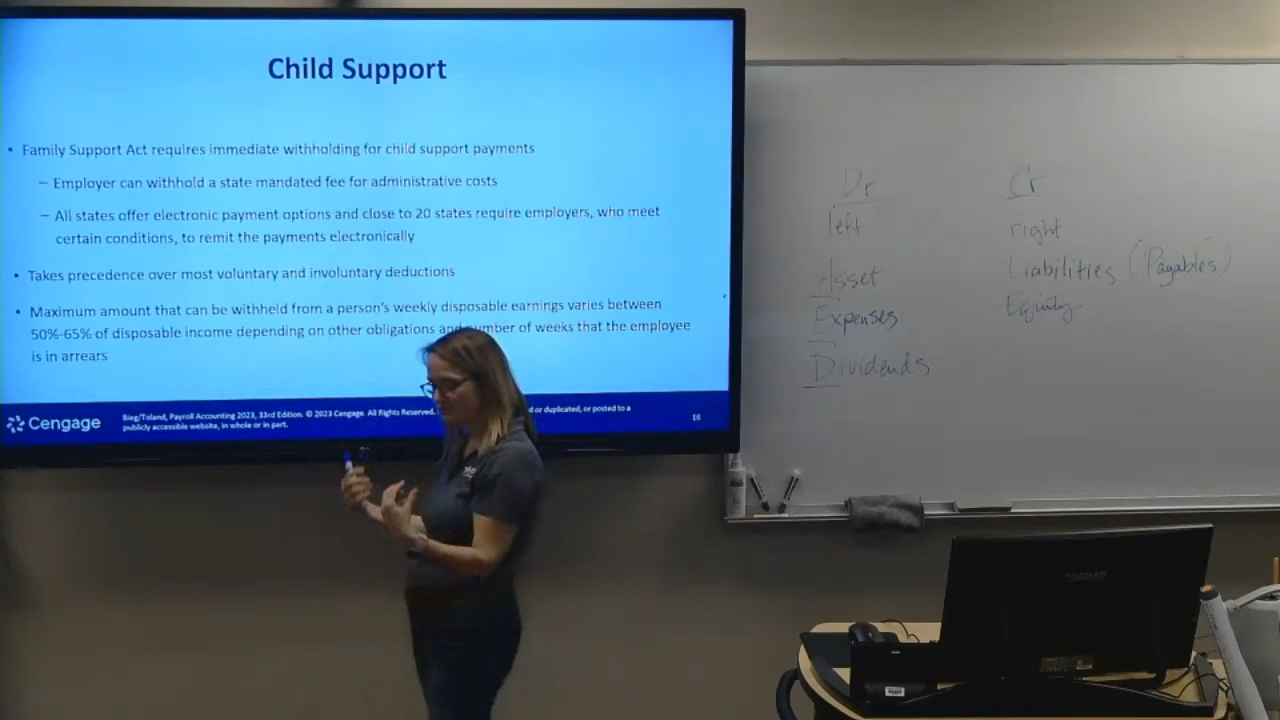 Child Support
• Family Support Act requires immediate withholding for child support payments
– Employer can withhold a state mandated fee for administrative costs
– All states offer electronic payment options and close to 20 states require employers, who meet
certain conditions, to remit the payments electronically
• Takes precedence over most voluntary and involuntary deductions
• Maximum amount that can be withheld from a person's weekly disposable earnings varies between
50%-65% of disposable income depending on other obligations and number of weeks that the employee
is in arrears
Cengage
Bieg/Toland, Payroll Accounting 2023, 33rd Edition. © 2023 Cengage. All Rights Reserved. d or duplicated, or posted to a
publicly accessible website, in whole or in part.
16
Dr
left
Asset
Expenses
Dividends
Cr
right
Liabilities (Payables)
Equity